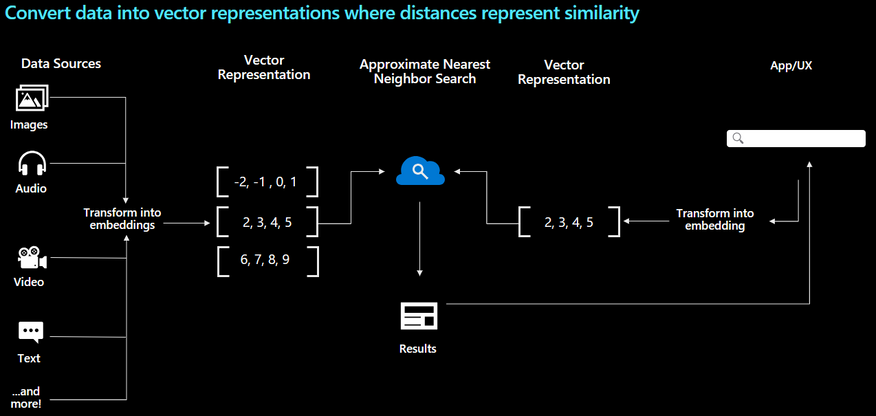 Convert data into vector representations where distances represent similarity
Data Sources
Vector
Representation
Approximate Nearest
Neighbor Search
Vector
Representation
App/UX
Images
Audio
Transform into
embeddings
Video
Text
...and
more!
-2, -1 , 0, 1
2, 3, 4, 5
6, 7, 8, 9
2, 3, 4, 5
Transform into
embedding
Results